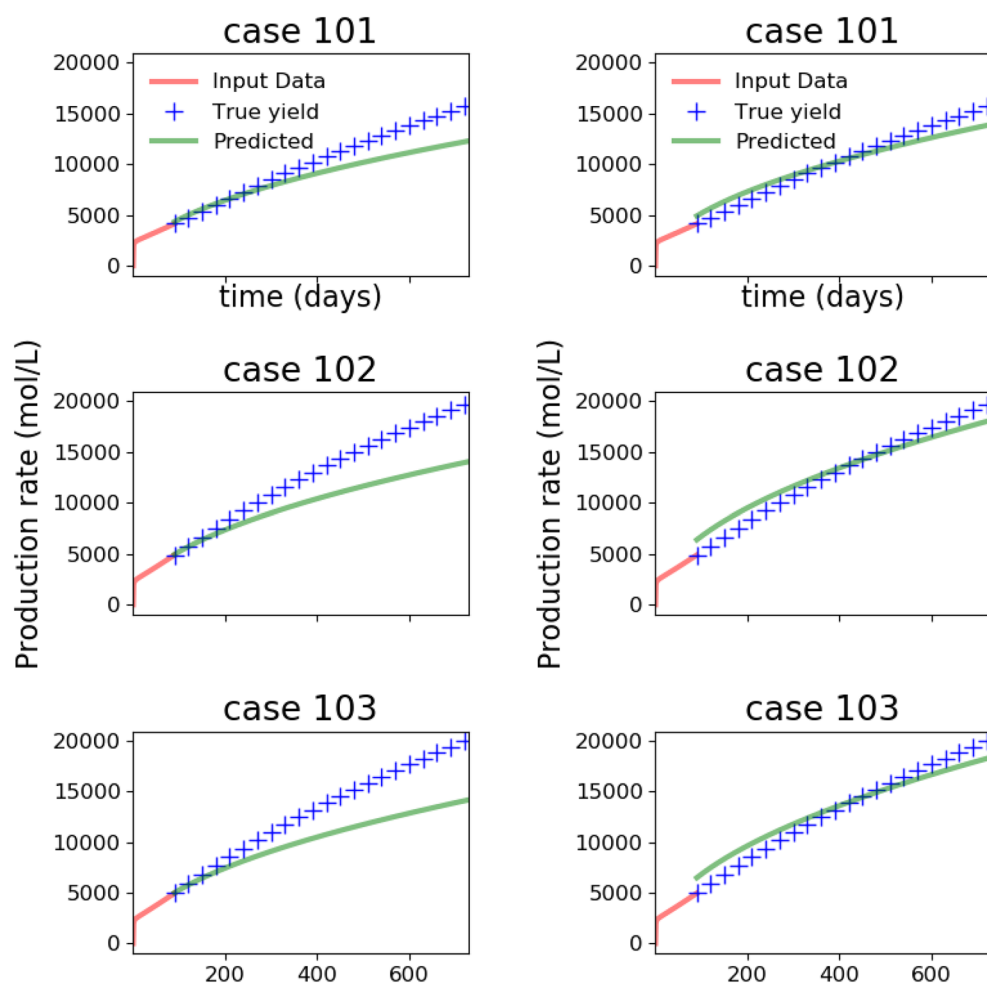 case 101
20000
15000
10000
5000
0
Input Data
True yield
Predicted
time (days)
case 101
20000
15000
10000
5000
0
Input Data
True yield
Predicted
time (days)
Production rate (mol/L)
case 102
20000
15000
10000
5000
0
Production rate (mol/L)
case 102
20000
15000
10000
5000
0
case 103
20000
15000
10000
5000
0
200 400 600
case 103
20000
15000
10000
5000
0
200 400 600